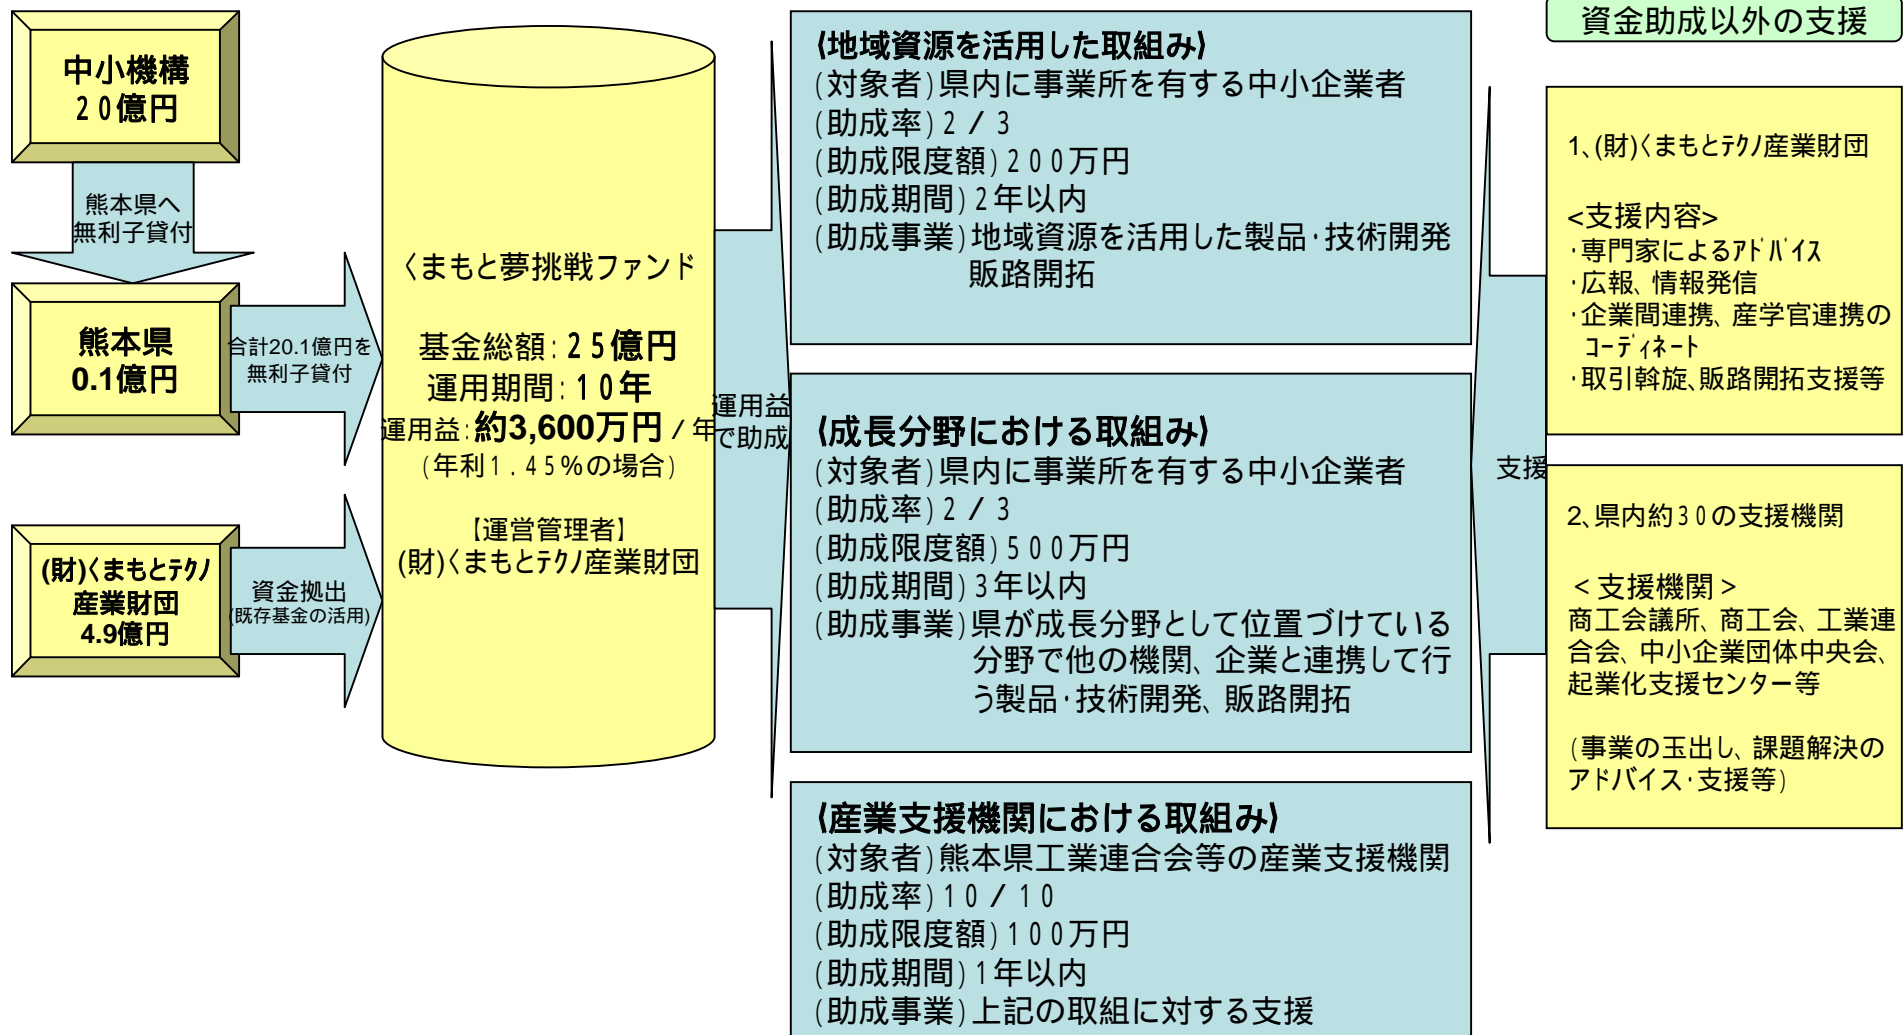 中小機構
20億円
熊本県へ
無利子貸付
熊本県
0.1億円
合計20.1億円を
無利子貸付
(財)くまもとテクノ
産業財団
4.9億円
資金拠出
(既存基金の活用)
くまもと夢挑戦ファンド
基金総額:25億円
運用期間:10年
運用益:約3,600万円/年
(年利1.45%の場合)
【運営管理者】
(財)くまもとテクノ産業財団
運用益
で助成
《地域資源を活用した取組み》
(対象者)県内に事業所を有する中小企業者
(助成率)2/3
(助成限度額)200万円
(助成期間)2年以内
(助成事業)地域資源を活用した製品・技術開発
販路開拓
《成長分野における取組み》
(対象者)県内に事業所を有する中小企業者
(助成率)2/3
(助成限度額)500万円
(助成期間)3年以内
(助成事業)県が成長分野として位置づけている
分野で他の機関、企業と連携して行
う製品・技術開発、販路開拓
《産業支援機関における取組み》
(対象者)熊本県工業連合会等の産業支援機関
(助成率)10/10
(助成限度額)100万円
(助成期間)1年以内
(助成事業)上記の取組に対する支援
支援
資金助成以外の支援
1、(財)くまもとテクノ産業財団
<支援内容>
・専門家によるアドバイス
・広報、情報発信
・企業間連携、産学官連携の
コーディネート
・取引斡旋、販路開拓支援等
2、県内約30の支援機関
<支援機関>
商工会議所、商工会、工業連
合会、中小企業団体中央会、
起業化支援センター等
(事業の玉出し、課題解決の
アドバイス・支援等)